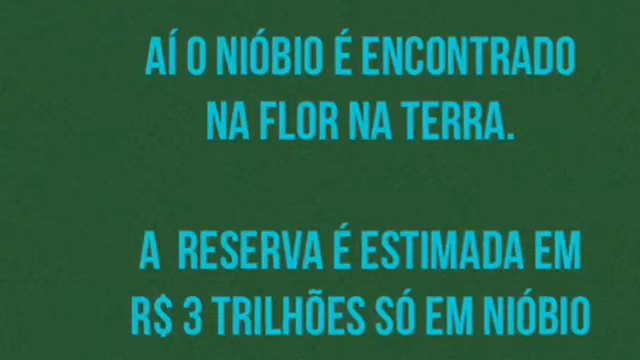 AÍ O NIÓBIO É ENCONTRADO
NA FLOR NA TERRA.
A RESERVA É ESTIMADA EM
R$ 3 TRILHÕES SÓ EM NIÓBIO